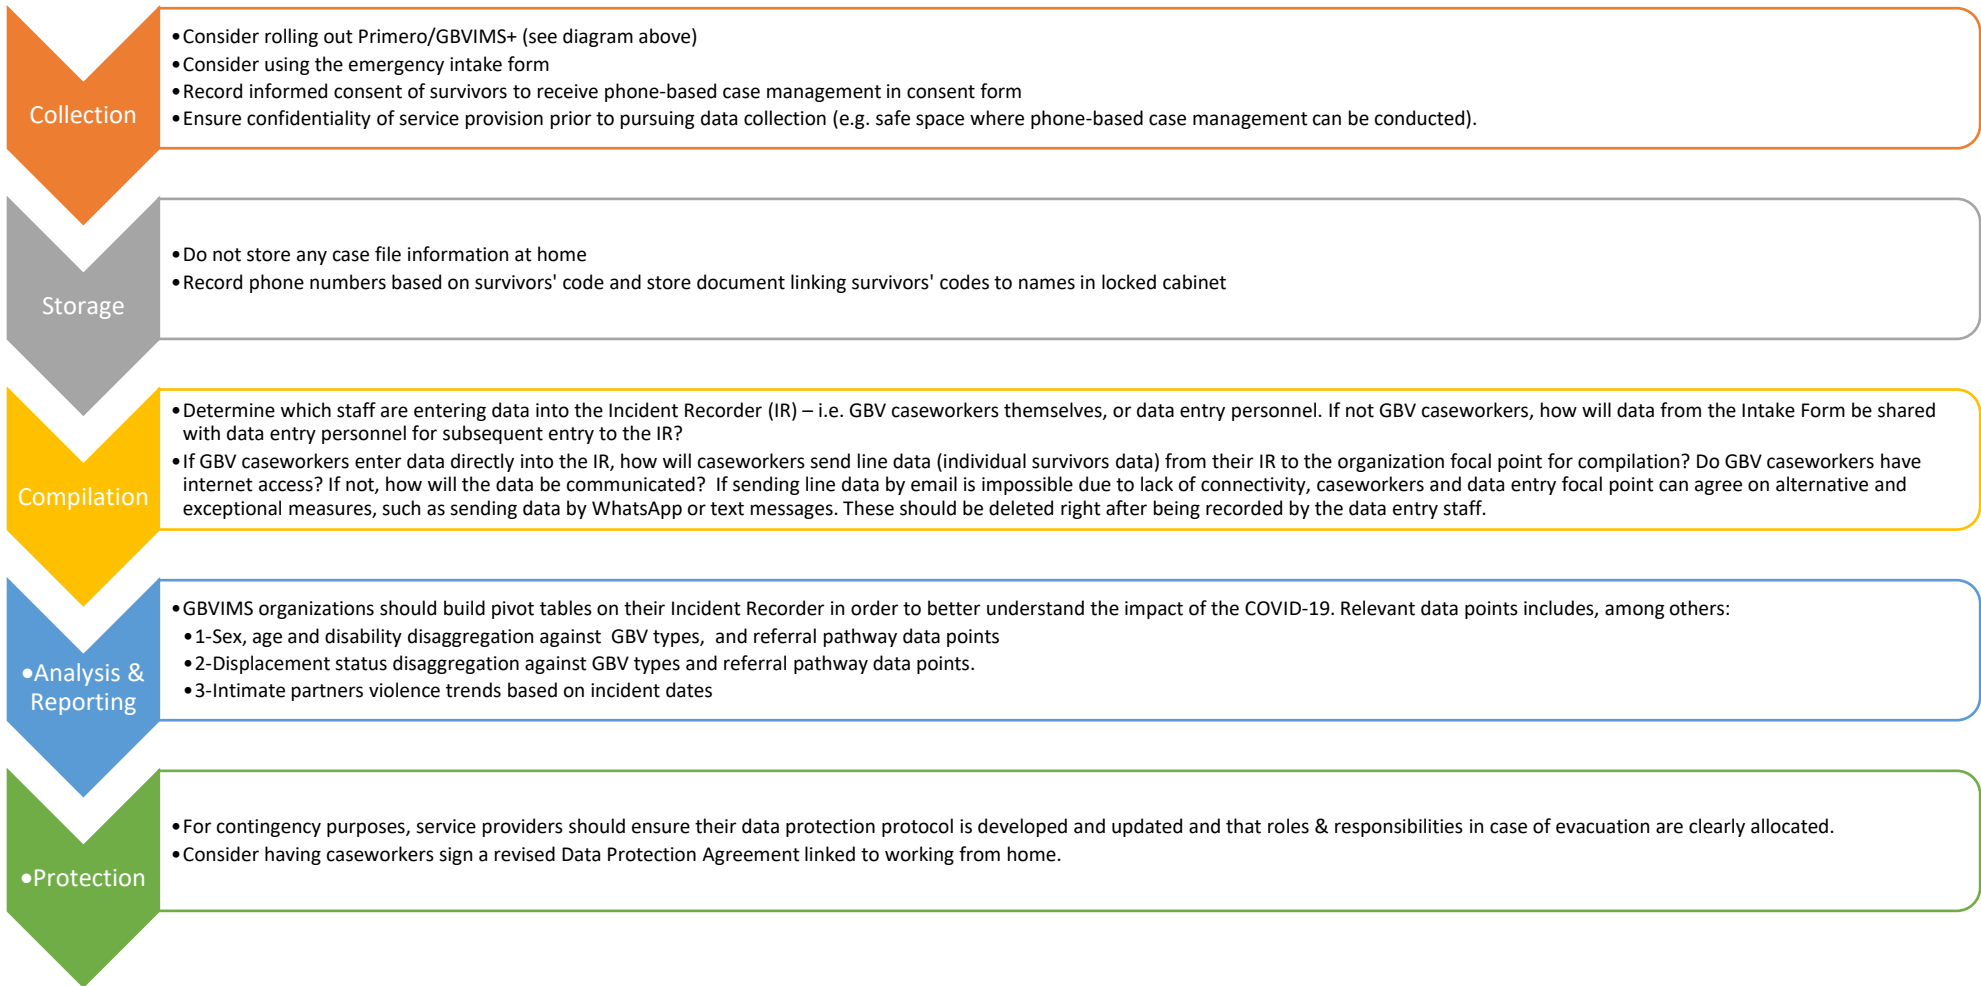 Collection
•Consider rolling out Primero/GBVIMS+ (see diagram above)
•Consider using the emergency intake form
•Record informed consent of survivors to receive phone-based case management in consent form
•Ensure confidentiality of service provision prior to pursuing data collection (e.g. safe space where phone-based case management can be conducted).
Storage
•Do not store any case file information at home
•Record phone numbers based on survivors' code and store document linking survivors' codes to names in locked cabinet
Compilation
•Determine which staff are entering data into the Incident Recorder (IR) – i.e. GBV caseworkers themselves, or data entry personnel. If not GBV caseworkers, how will data from the Intake Form be shared
with data entry personnel for subsequent entry to the IR?
•If GBV caseworkers enter data directly into the IR, how will caseworkers send line data (individual survivors data) from their IR to the organization focal point for compilation? Do GBV caseworkers have
internet access? If not, how will the data be communicated? If sending line data by email is impossible due to lack of connectivity, caseworkers and data entry focal point can agree on alternative and
exceptional measures, such as sending data by WhatsApp or text messages. These should be deleted right after being recorded by the data entry staff.
•Analysis &
Reporting
•GBVIMS organizations should build pivot tables on their Incident Recorder in order to better understand the impact of the COVID-19. Relevant data points includes, among others:
•1-Sex, age and disability disaggregation against GBV types, and referral pathway data points
•2-Displacement status disaggregation against GBV types and referral pathway data points.
•3-Intimate partners violence trends based on incident dates
•Protection
•For contingency purposes, service providers should ensure their data protection protocol is developed and updated and that roles & responsibilities in case of evacuation are clearly allocated.
•Consider having caseworkers sign a revised Data Protection Agreement linked to working from home.